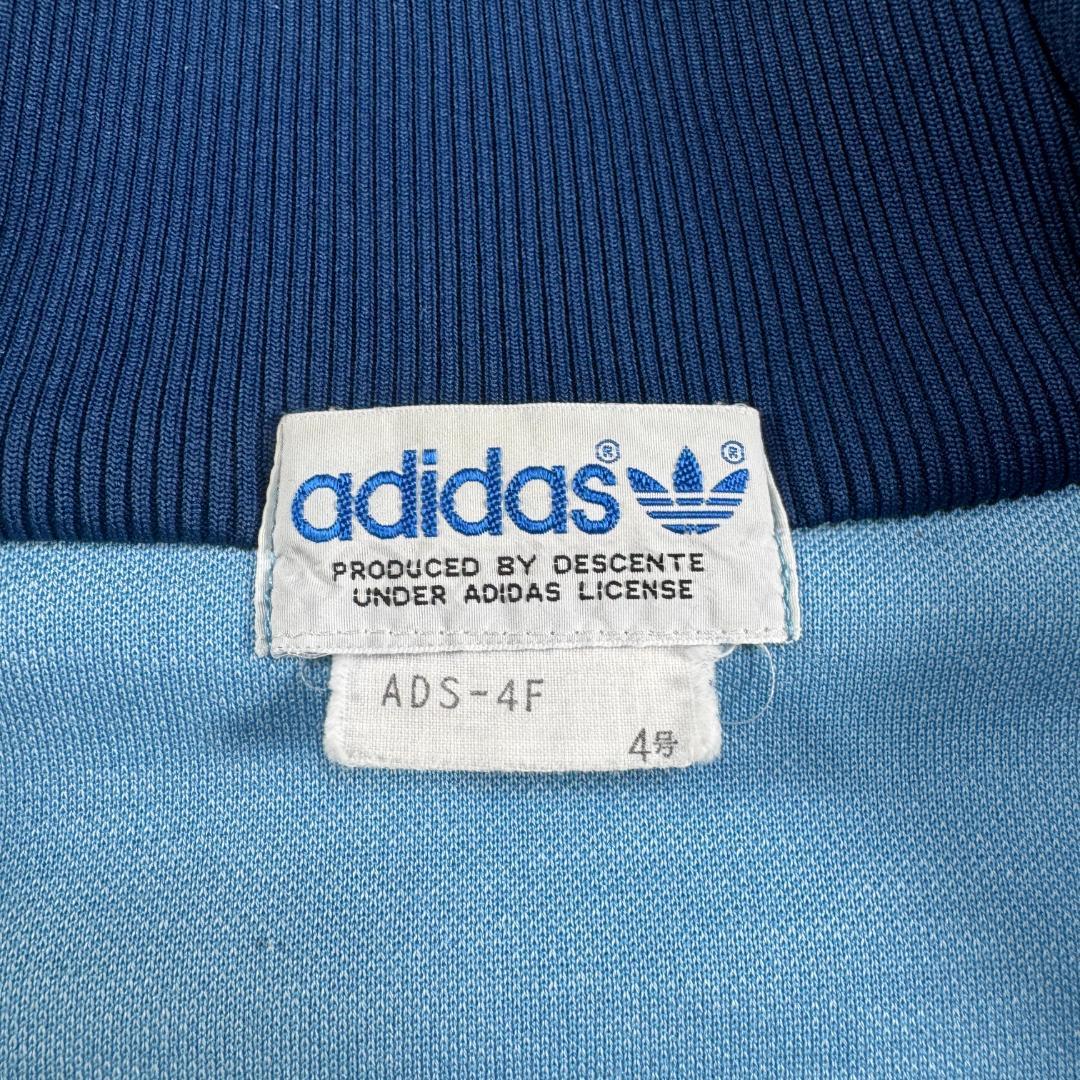 adidas® ®
PRODUCED BY DESCENTE
UNDER ADIDAS LICENSE
ADS-4F
4号